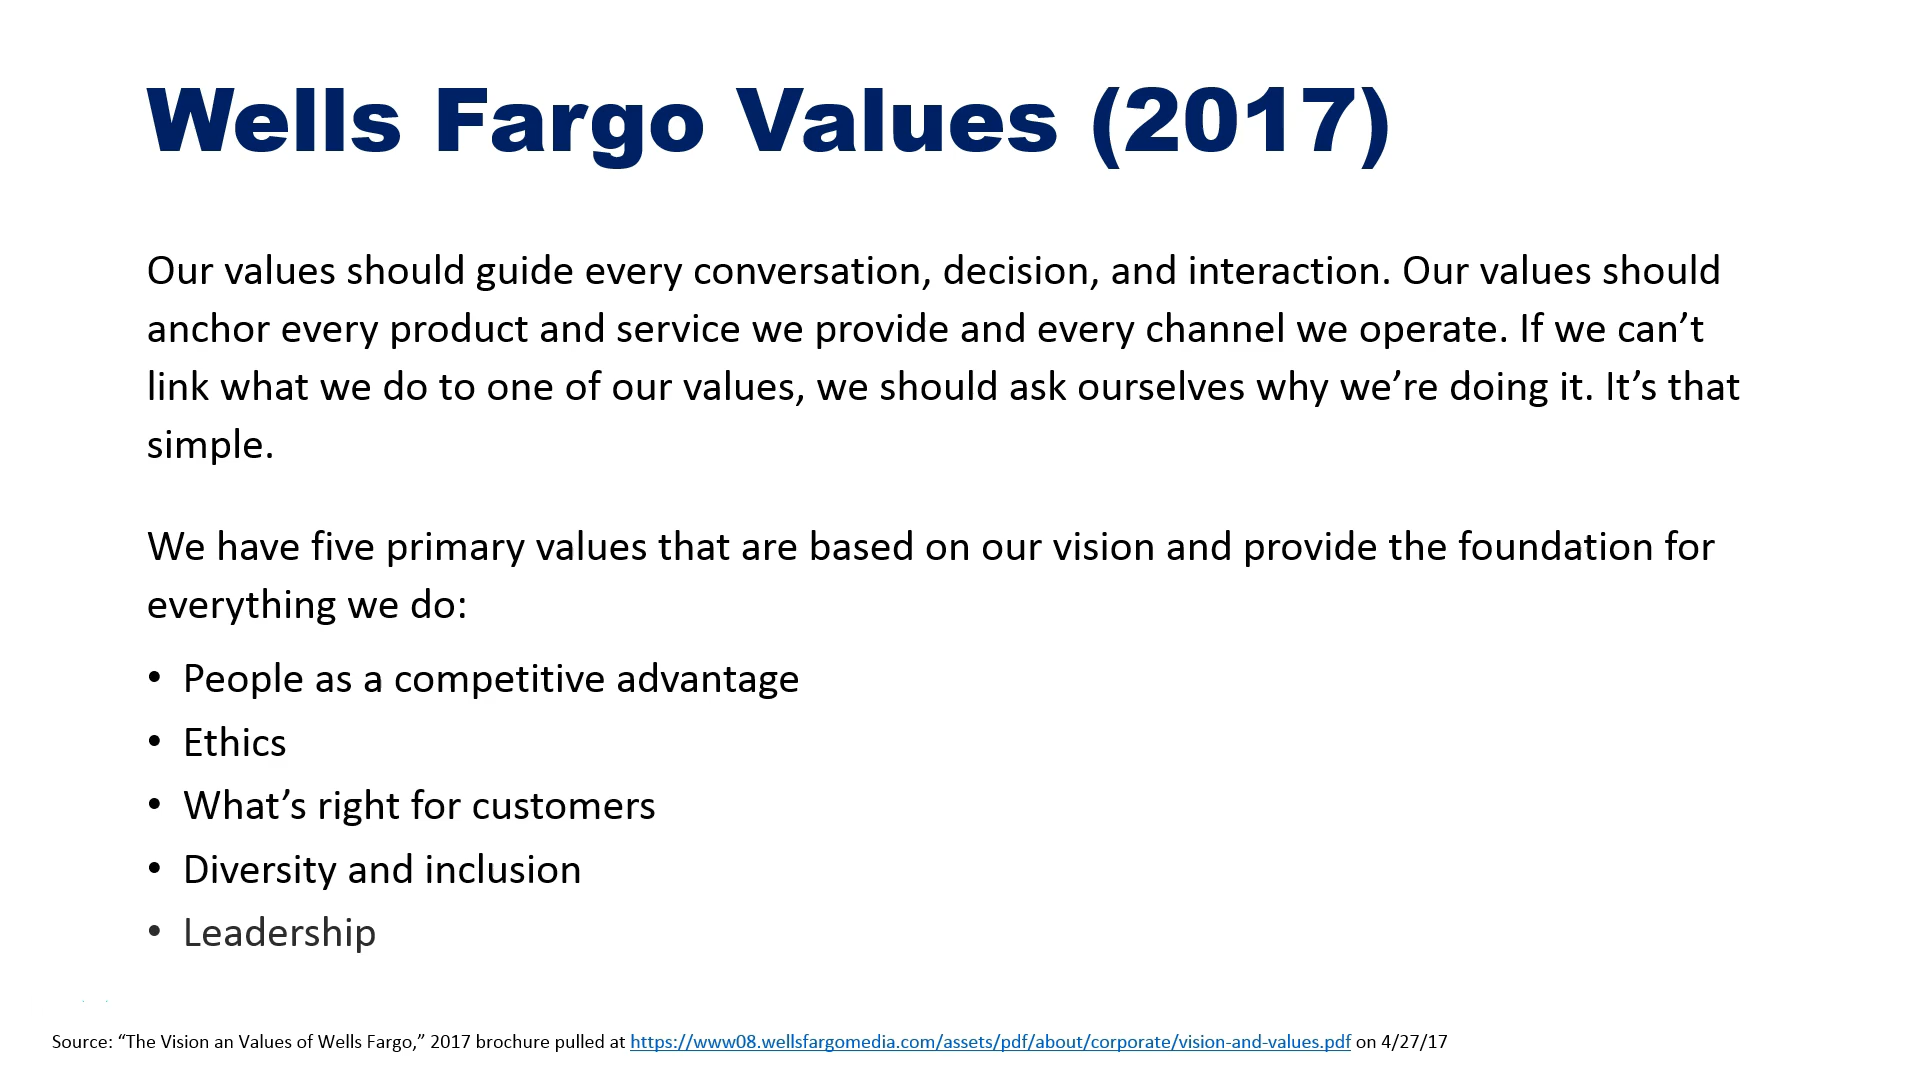 Wells Fargo Values (2017)
Our values should guide every conversation, decision, and interaction. Our values should
anchor every product and service we provide and every channel we operate. If we can’t
link what we do to one of our values, we should ask ourselves why we’re doing it. It’s that
simple.
We have five primary values that are based on our vision and provide the foundation for
everything we do:
• People as a competitive advantage
• Ethics
• What’s right for customers
• Diversity and inclusion
• Leadership
Source: “The Vision an Values of Wells Fargo,” 2017 brochure pulled at https://www08.wellsfargomedia.com/assets/pdf/about/corporate/vision-and-values.pdf on 4/27/17